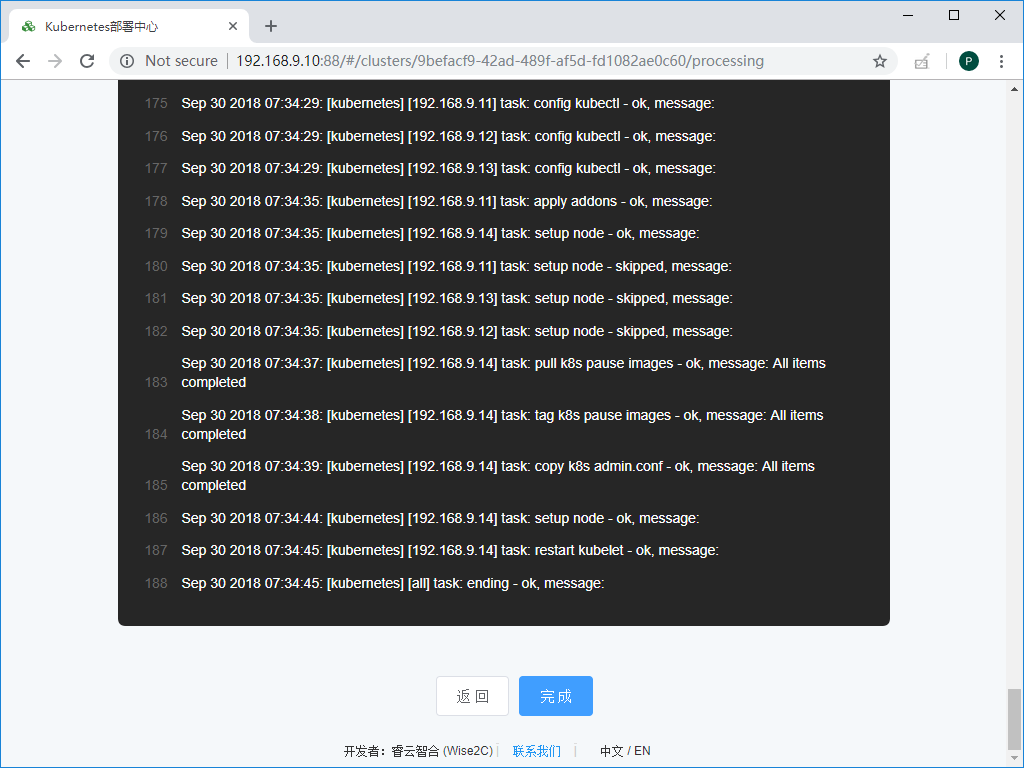 Kubernetes部署中心
Not secure | 192.168.9.10:88/#/clusters/9befacf9-42ad-489f-af5d-fd1082ae0c60/processing
P
175 Sep 30 2018 07:34:29: [kubernetes] [192.168.9.11] task: config kubectl - ok, message:
176 Sep 30 2018 07:34:29: [kubernetes] [192.168.9.12] task: config kubectl - ok, message:
177 Sep 30 2018 07:34:29: [kubernetes] [192.168.9.13] task: config kubectl - ok, message:
178 Sep 30 2018 07:34:35: [kubernetes] [192.168.9.11] task: apply addons - ok, message:
179 Sep 30 2018 07:34:35: [kubernetes] [192.168.9.14] task: setup node - ok, message:
180 Sep 30 2018 07:34:35: [kubernetes] [192.168.9.11] task: setup node - skipped, message:
181 Sep 30 2018 07:34:35: [kubernetes] [192.168.9.13] task: setup node - skipped, message:
182 Sep 30 2018 07:34:35: [kubernetes] [192.168.9.12] task: setup node - skipped, message:
Sep 30 2018 07:34:37: [kubernetes] [192.168.9.14] task: pull k8s pause images - ok, message: All items
183 completed
Sep 30 2018 07:34:38: [kubernetes] [192.168.9.14] task: tag k8s pause images - ok, message: All items
184 completed
Sep 30 2018 07:34:39: [kubernetes] [192.168.9.14] task: copy k8s admin.conf - ok, message: All items
185 completed
186 Sep 30 2018 07:34:44: [kubernetes] [192.168.9.14] task: setup node - ok, message:
187 Sep 30 2018 07:34:45: [kubernetes] [192.168.9.14] task: restart kubelet - ok, message:
188 Sep 30 2018 07:34:45: [kubernetes] [all] task: ending - ok, message:
返回 完成
开发者：睿云智合 (Wise2C) | 联系我们 | 中文 / EN